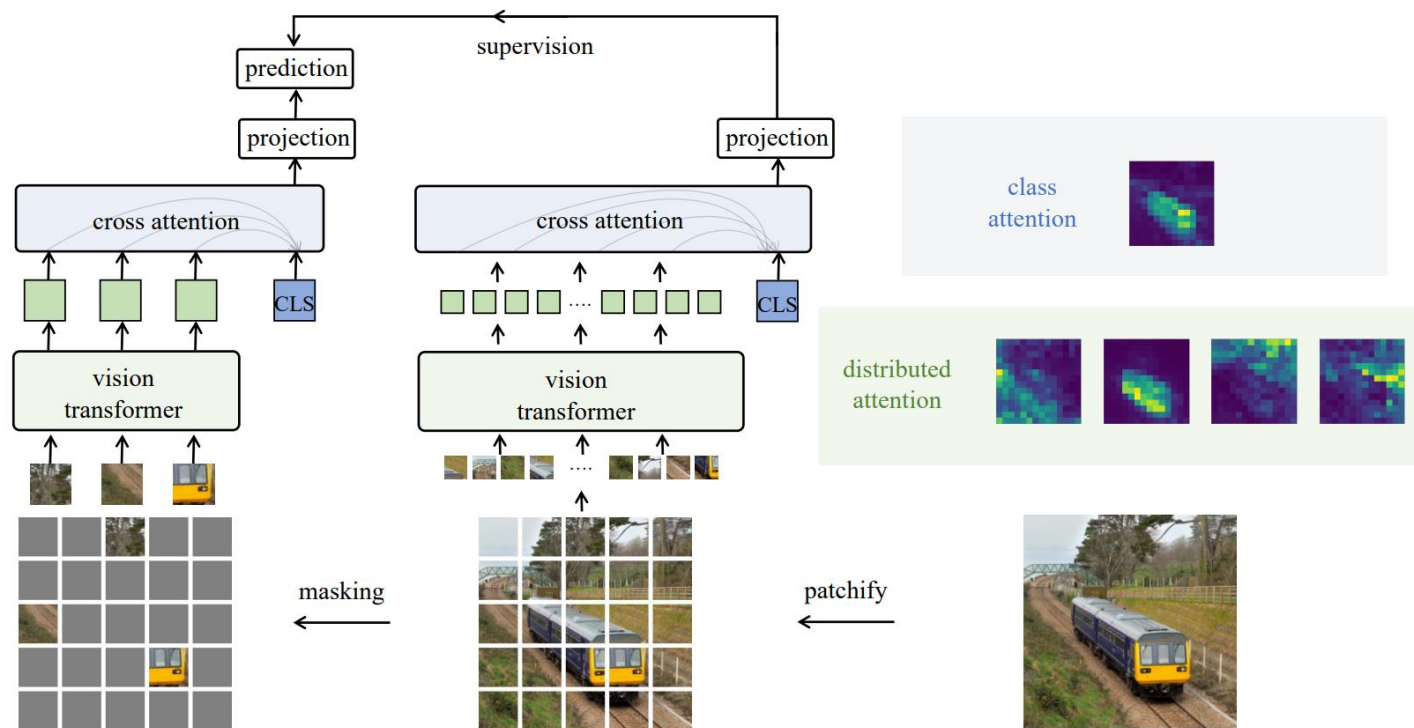 supervision
prediction
projection
projection
cross attention
cross attention
class
attention
CLS
....
CLS
vision
transformer
vision
transformer
distributed
attention
....
masking
patchify